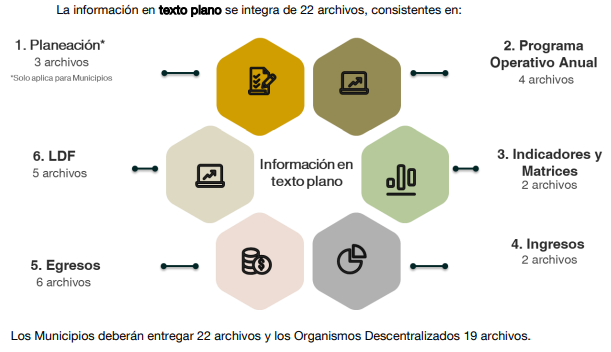 La información en texto plano se integra de 22 archivos, consistentes en:
1. Planeación*
3 archivos
*Solo aplica para Municipios
2. Programa
Operativo Anual
4 archivos
6. LDF
5 archivos
Información en
texto plano
3. Indicadores y
Matrices
2 archivos
5. Egresos
6 archivos
4. Ingresos
2 archivos
Los Municipios deberán entregar 22 archivos y los Organismos Descentralizados 19 archivos.